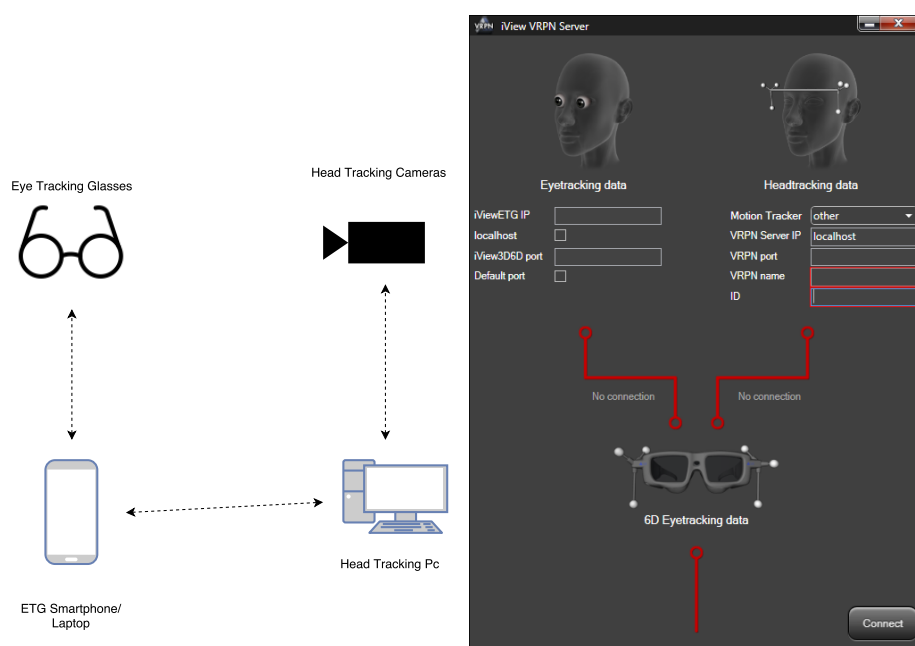 Eye Tracking Glasses
Head Tracking Cameras
ETG Smartphone/
Laptop
Head Tracking Pc
VRPN iView VRPN Server
Eyetracking data
Headtracking data
iViewETG IP
localhost
iView3D6D port
Default port
Motion Tracker other
VRPN Server IP localhost
VRPN port
VRPN name
ID
No connection
No connection
6D Eyetracking data
Connect